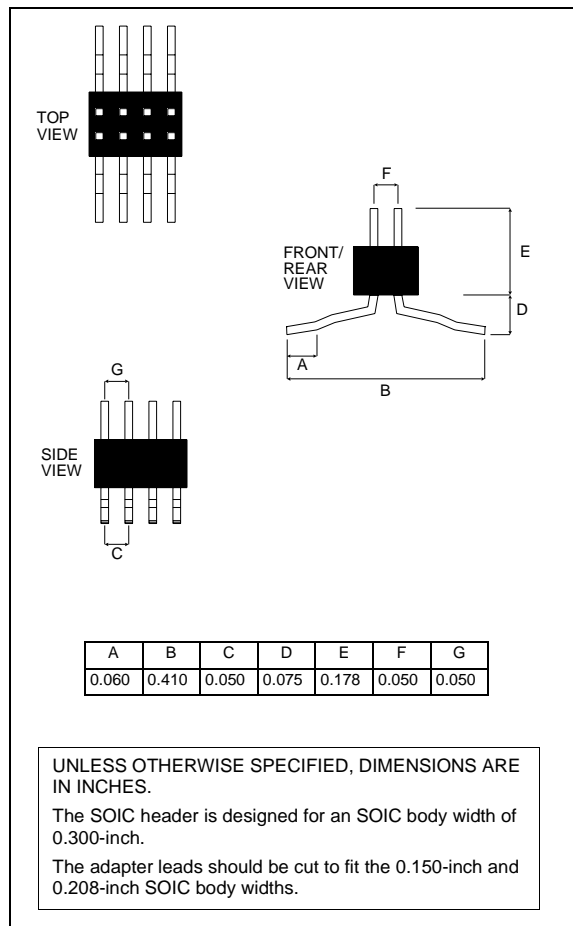 TOP
VIEW
F
FRONT/
REAR
VIEW
E
D
A
B
G
SIDE
VIEW
C
A B C D E F G
0.060 0.410 0.050 0.075 0.178 0.050 0.050
UNLESS OTHERWISE SPECIFIED, DIMENSIONS ARE
IN INCHES.
The SOIC header is designed for an SOIC body width of
0.300-inch.
The adapter leads should be cut to fit the 0.150-inch and
0.208-inch SOIC body widths.